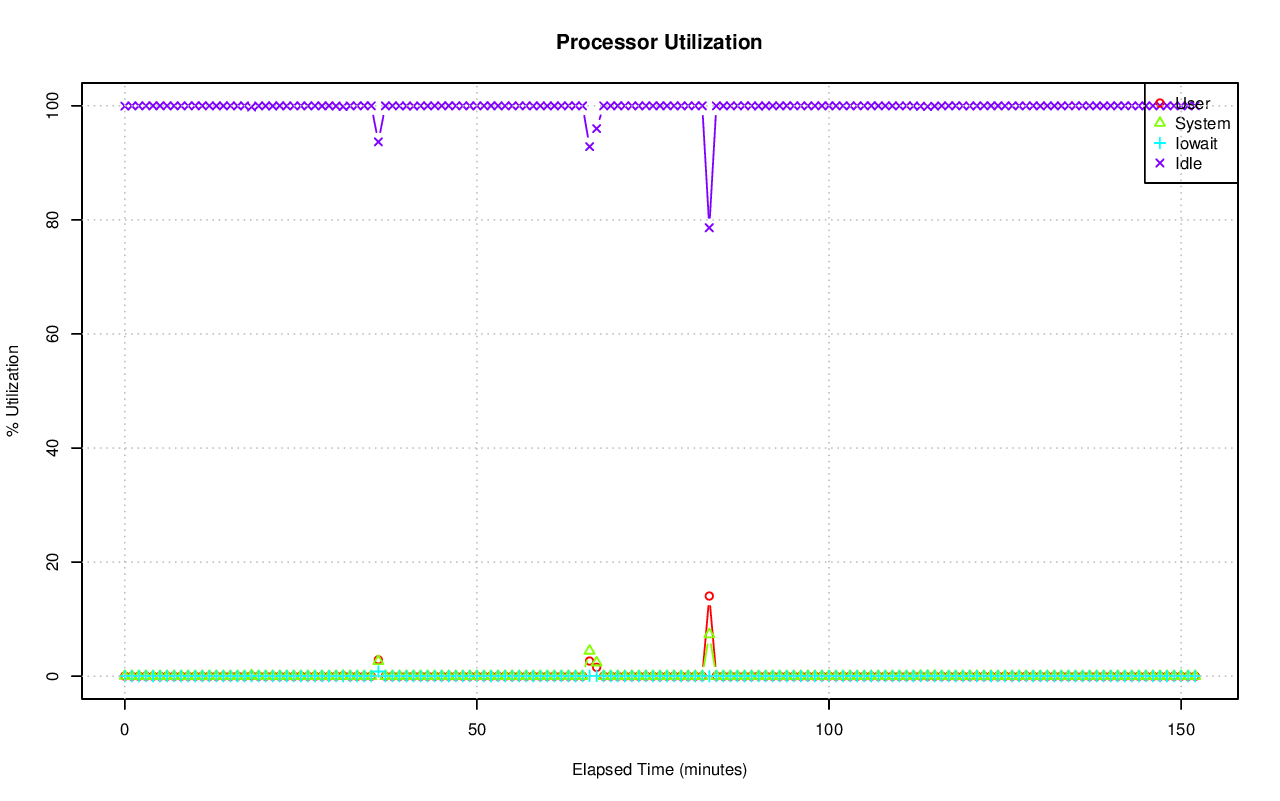 Processor Utilization
% Utilization
100
80
60
40
20
0
User
System
Iowait
Idle
0 50 100 150
Elapsed Time (minutes)